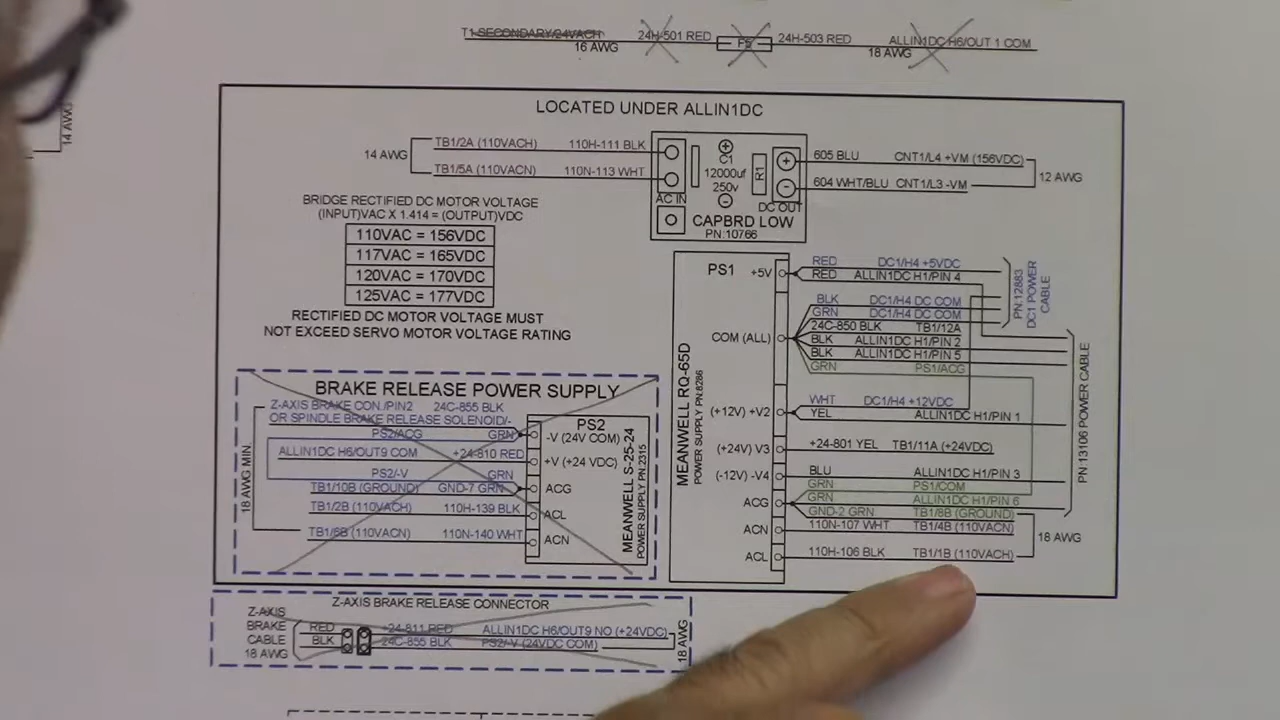 T1-SECONDARY/24VACH
24H-501 RED
F5
24H-503 RED
ALLIN1DC H6/OUT 1 COM
16 AWG
18 AWG
14 AWG
LOCATED UNDER ALLIN1DC
14 AWG
TB1/2A (110VACH)
110H-111 BLK
TB1/5A (110VACN)
110N-113 WHT
AC IN
C1
12000uf
250v
R1
DC OUT
CAPBRD LOW
PN:10766
605 BLU
CNT1/L4 +VM (156VDC)
604 WHT/BLU
CNT1/L3 -VM
12 AWG
BRIDGE RECTIFIED DC MOTOR VOLTAGE
(INPUT)VAC X 1.414 = (OUTPUT)VDC
110VAC = 156VDC
117VAC = 165VDC
120VAC = 170VDC
125VAC = 177VDC
RECTIFIED DC MOTOR VOLTAGE MUST
NOT EXCEED SERVO MOTOR VOLTAGE RATING
PS1
MEANWELL RQ-65D
POWER SUPPLY PN:8266
+5V
RED
DC1/H4 +5VDC
RED
ALLIN1DC H1/PIN 4
COM (ALL)
BLK
DC1/H4 DC COM
GRN
DC1/H4 DC COM
24C-850 BLK
TB1/12A
BLK
ALLIN1DC H1/PIN 2
BLK
ALLIN1DC H1/PIN 5
GRN
PS1/ACG
(+12V) +V2
WHT
DC1/H4 +12VDC
YEL
ALLIN1DC H1/PIN 1
(+24V) V3
+24-801 YEL
TB1/11A (+24VDC)
(-12V) -V4
BLU
ALLIN1DC H1/PIN 3
GRN
PS1/COM
ACG
GRN
ALLIN1DC H1/PIN 6
GND-2 GRN
TB1/8B (GROUND)
ACN
110N-107 WHT
TB1/4B (110VACN)
ACL
110H-106 BLK
TB1/1B (110VACH)
18 AWG
PN:12883
DC1 POWER
CABLE
PN:13106 POWER CABLE
BRAKE RELEASE POWER SUPPLY
18 AWG MIN.
Z-AXIS BRAKE CON./PIN2
24C-855 BLK
OR SPINDLE BRAKE RELEASE SOLENOID/-
PS2/ACG
GRN
ALLIN1DC H6/OUT9 COM
+24-810 RED
PS2/-V
GRN
TB1/10B (GROUND)
GND-7 GRN
TB1/2B (110VACH)
110H-139 BLK
TB1/6B (110VACN)
110N-140 WHT
PS2
-V (24V COM)
+V (+24 VDC)
ACG
ACL
ACN
MEANWELL S-25-24
POWER SUPPLY PN:2315
Z-AXIS BRAKE RELEASE CONNECTOR
Z-AXIS
BRAKE
CABLE
18 AWG
RED
BLK
+24-811 RED
ALLIN1DC H6/OUT9 NO (+24VDC)
24C-855 BLK
PS2/-V (24VDC COM)
18 AWG